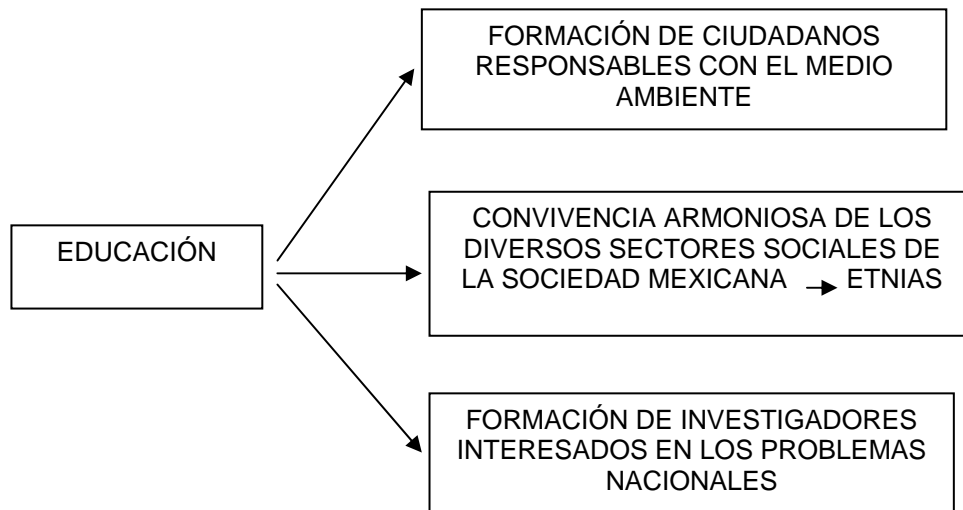 FORMACIÓN DE CIUDADANOS
RESPONSABLES CON EL MEDIO
AMBIENTE
EDUCACIÓN
CONVIVENCIA ARMONIOSA DE LOS
DIVERSOS SECTORES SOCIALES DE
LA SOCIEDAD MEXICANA → ETNIAS
FORMACIÓN DE INVESTIGADORES
INTERESADOS EN LOS PROBLEMAS
NACIONALES